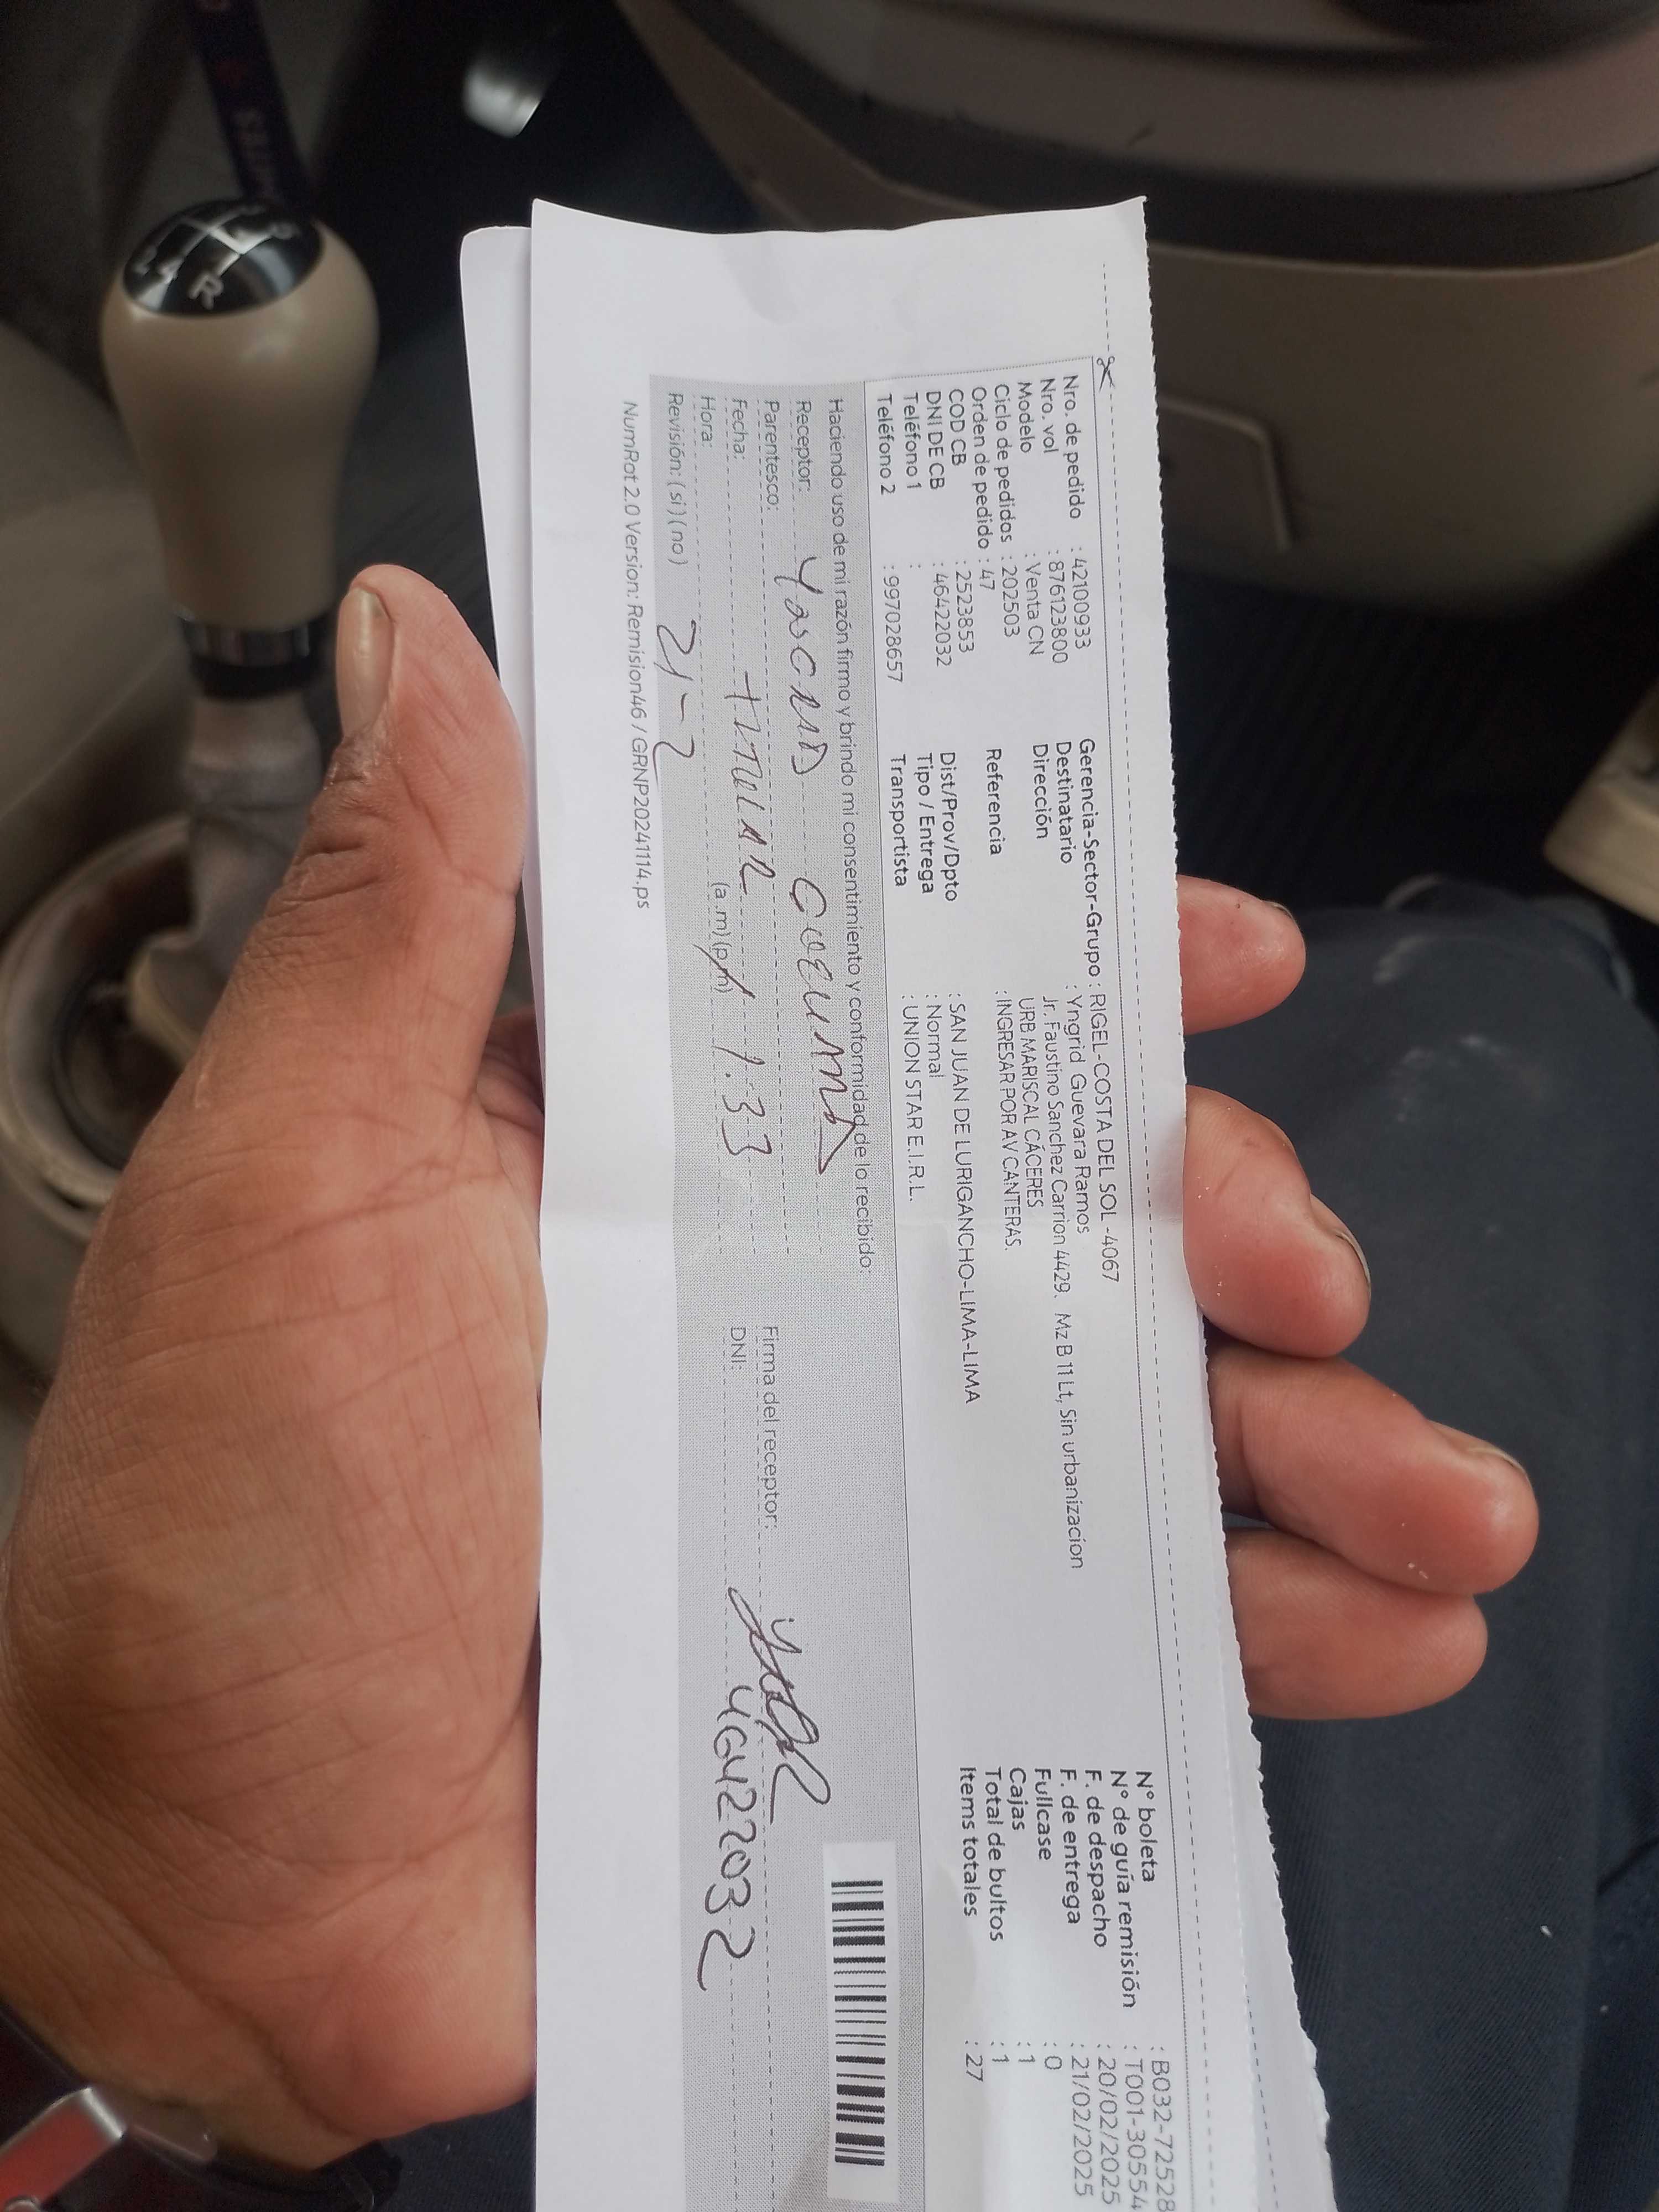 Nro. de pedido : 42100933
Nro. vol : 876123800
Modelo : Venta CN
Ciclo de pedidos : 202503
Orden de pedido : 47
COD CB : 2523853
DNI DE CB : 46422032
Teléfono 1 :
Teléfono 2 : 997028657
Gerencia-Sector-Grupo : RIGEL-COSTA DEL SOL-4067
Destinatario : Yngrid Guevara Ramos
Dirección Jr. Faustino Sanchez Carrion 4429. Mz B 11 Lt, Sin urbanizacion
URB MARISCAL CÁCERES
Referencia : INGRESAR POR AV CANTERAS.
Dist/Prov/Dpto : SAN JUAN DE LURIGANCHO-LIMA-LIMA
Tipo / Entrega : Normal
Transportista : UNION STAR E.I.R.L.
N° boleta : B032-72528
N° de guía remisión : T001-30554
F. de despacho : 20/02/2025
F. de entrega : 21/02/2025
Fullcase : 0
Cajas : 1
Total de bultos : 1
Items totales : 27
Haciendo uso de mi razón firmo y brindo mi consentimiento y conformidad de lo recibido:
Receptor:
Parentesco:
Fecha: 21-2
Hora: (a.m)(p.m) 1:33
Revisión: (si)(no)
Firma del receptor:
DNI: 46422032
NumRot 2.0 Version: Remision46 / GRNP20241114.ps
R